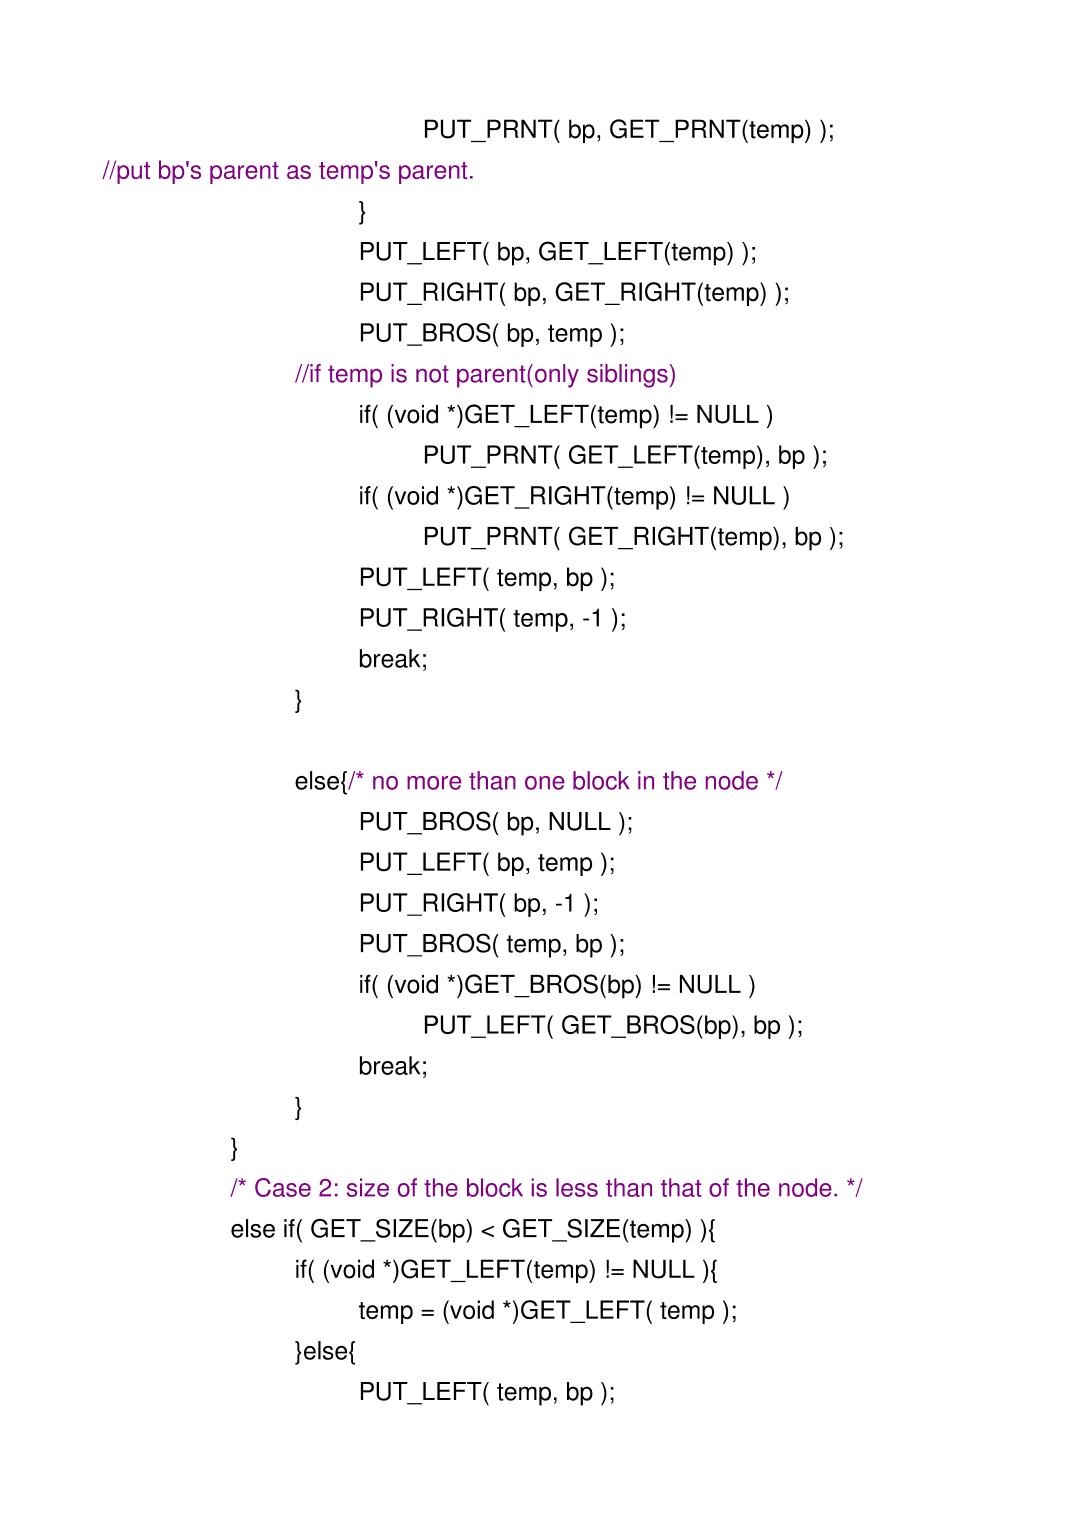 PUT_PRNT( bp, GET_PRNT(temp) );
//put bp's parent as temp's parent.
}
PUT_LEFT( bp, GET_LEFT(temp) );
PUT_RIGHT( bp, GET_RIGHT(temp) );
PUT_BROS( bp, temp );
//if temp is not parent(only siblings)
if( (void *)GET_LEFT(temp) != NULL )
PUT_PRNT( GET_LEFT(temp), bp );
if( (void *)GET_RIGHT(temp) != NULL )
PUT_PRNT( GET_RIGHT(temp), bp );
PUT_LEFT( temp, bp );
PUT_RIGHT( temp, -1 );
break;
}
else{/* no more than one block in the node */
PUT_BROS( bp, NULL );
PUT_LEFT( bp, temp );
PUT_RIGHT( bp, -1 );
PUT_BROS( temp, bp );
if( (void *)GET_BROS(bp) != NULL )
PUT_LEFT( GET_BROS(bp), bp );
break;
}
}
/* Case 2: size of the block is less than that of the node. */
else if( GET_SIZE(bp) < GET_SIZE(temp) ){
if( (void *)GET_LEFT(temp) != NULL ){
temp = (void *)GET_LEFT( temp );
}else{
PUT_LEFT( temp, bp );